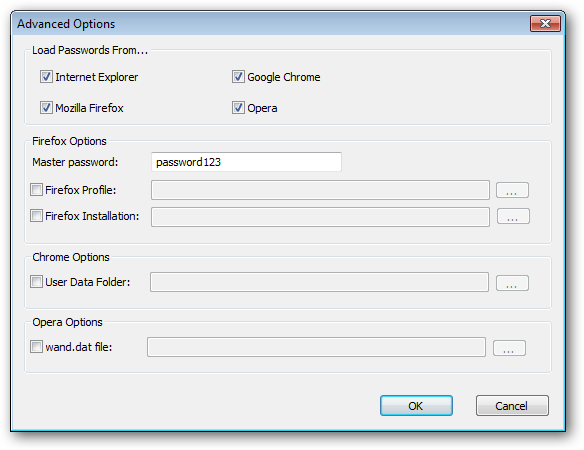 Advanced Options
Load Passwords From...
Internet Explorer Google Chrome
Mozilla Firefox Opera
Firefox Options
Master password: password123
Firefox Profile: ...
Firefox Installation: ...
Chrome Options
User Data Folder: ...
Opera Options
wand.dat file: ...
OK Cancel